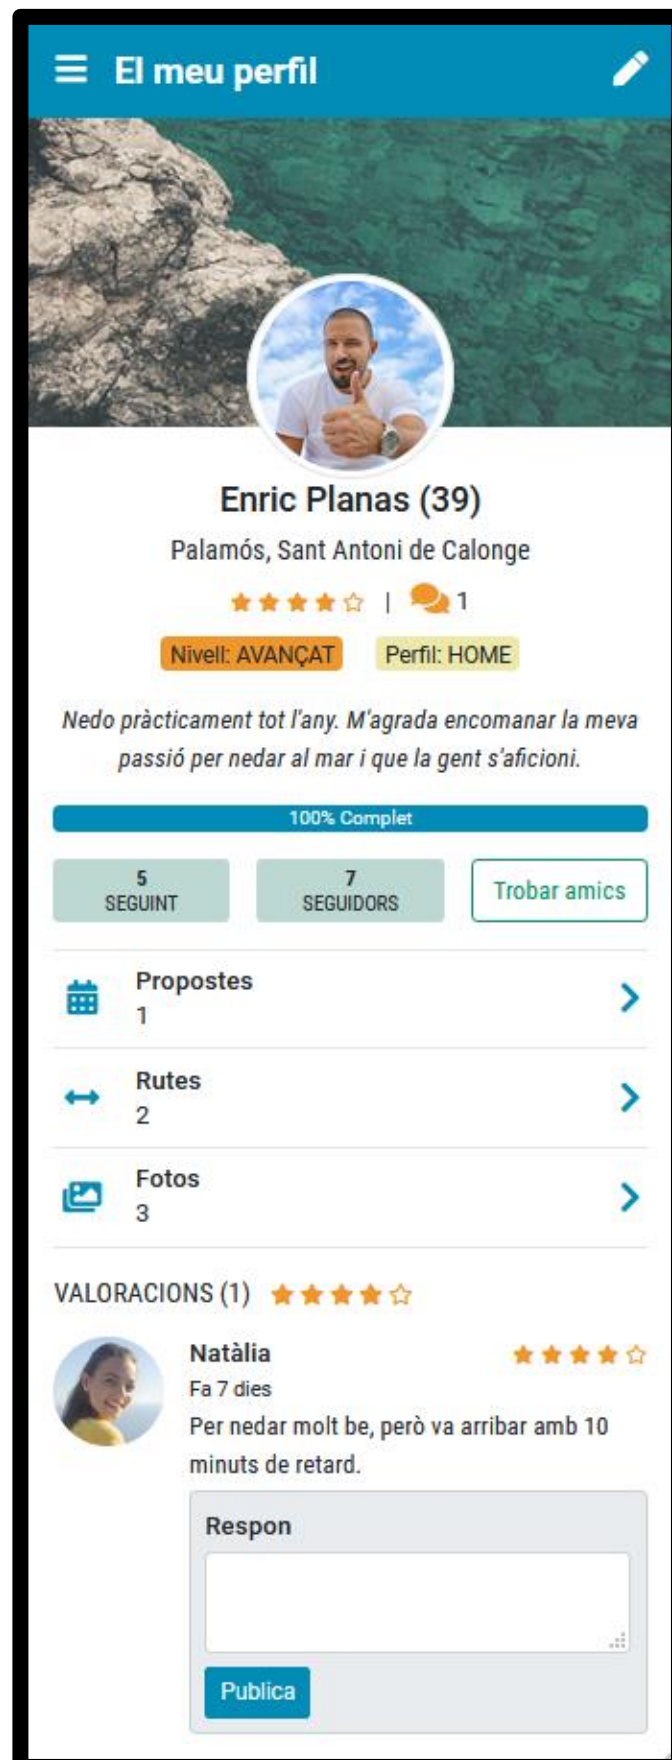 El meu perfil
Enric Planas (39)
Palamós, Sant Antoni de Calonge
| 1
Nivell: AVANÇAT Perfil: HOME
Nedo pràcticament tot l'any. M'agrada encomanar la meva
passió per nedar al mar i que la gent s'aficioni.
100% Complet
5
SEGUINT
7
SEGUIDORS
Trobar amics
Propostes
1
Rutes
2
Fotos
3
VALORACIONS (1)
Natàlia
Fa 7 dies
Per nedar molt be, però va arribar amb 10
minuts de retard.
Respon
Publica